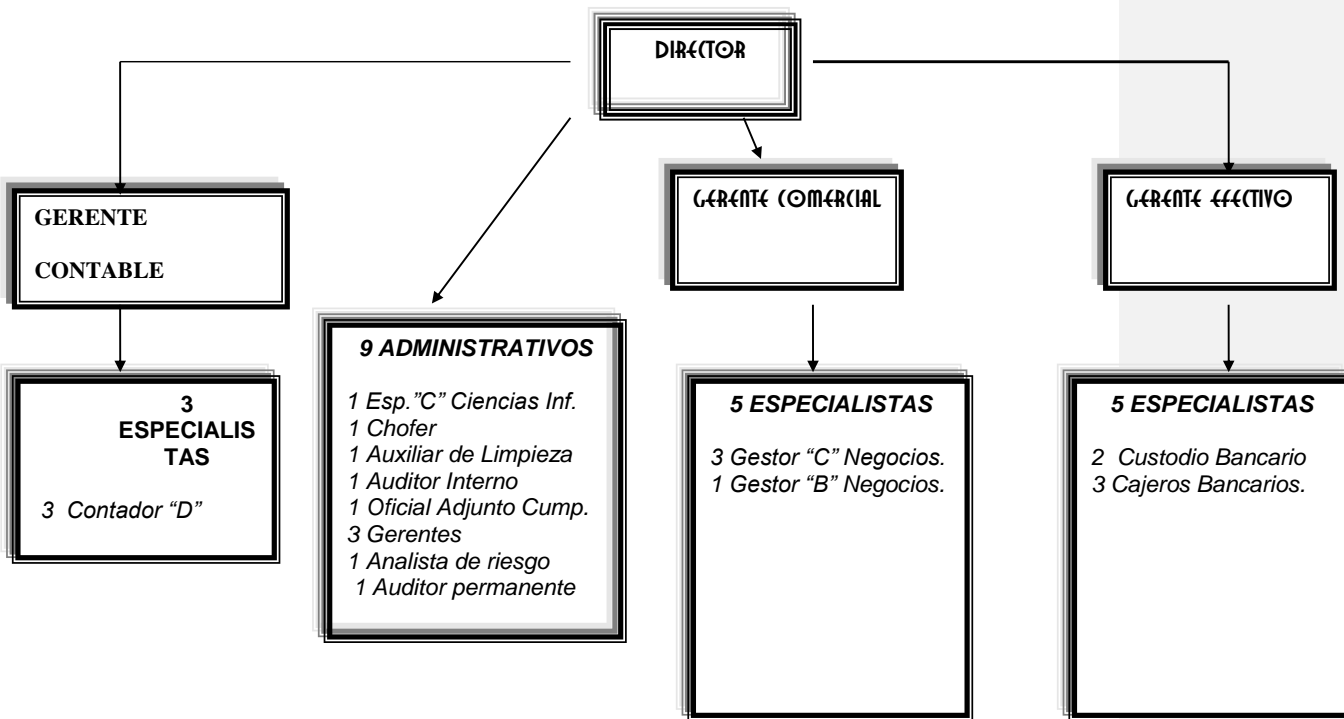 DIRECTOR
GERENTE
CONTABLE
GERENTE COMERCIAL
GERENTE EFECTIVO
3
ESPECIALIS
TAS
3 Contador “D”
9 ADMINISTRATIVOS
1 Esp.”C” Ciencias Inf.
1 Chofer
1 Auxiliar de Limpieza
1 Auditor Interno
1 Oficial Adjunto Cump.
3 Gerentes
1 Analista de riesgo
1 Auditor permanente
5 ESPECIALISTAS
3 Gestor “C” Negocios.
1 Gestor “B” Negocios.
5 ESPECIALISTAS
2 Custodio Bancario
3 Cajeros Bancarios.